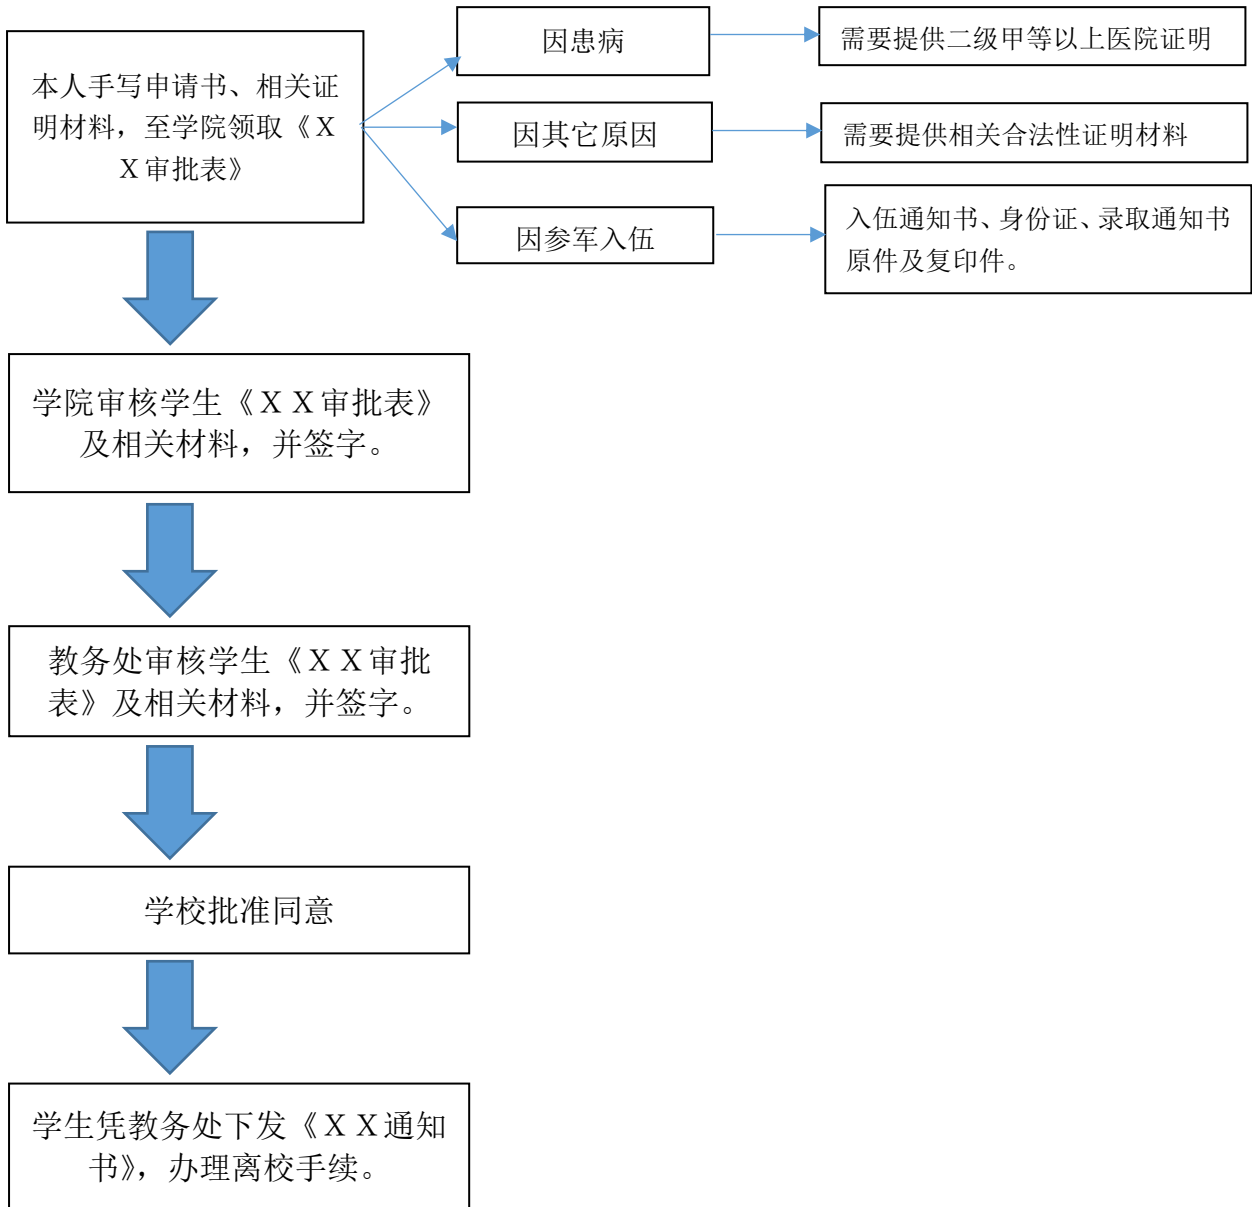 本人手写申请书、相关证
明材料，至学院领取《X
X审批表》
因患病
需要提供二级甲等以上医院证明
因其它原因
需要提供相关合法性证明材料
因参军入伍
入伍通知书、身份证、录取通知书
原件及复印件。
学院审核学生《XX审批表》
及相关材料，并签字。
教务处审核学生《XX审批
表》及相关材料，并签字。
学校批准同意
学生凭教务处下发《XX通知
书》，办理离校手续。